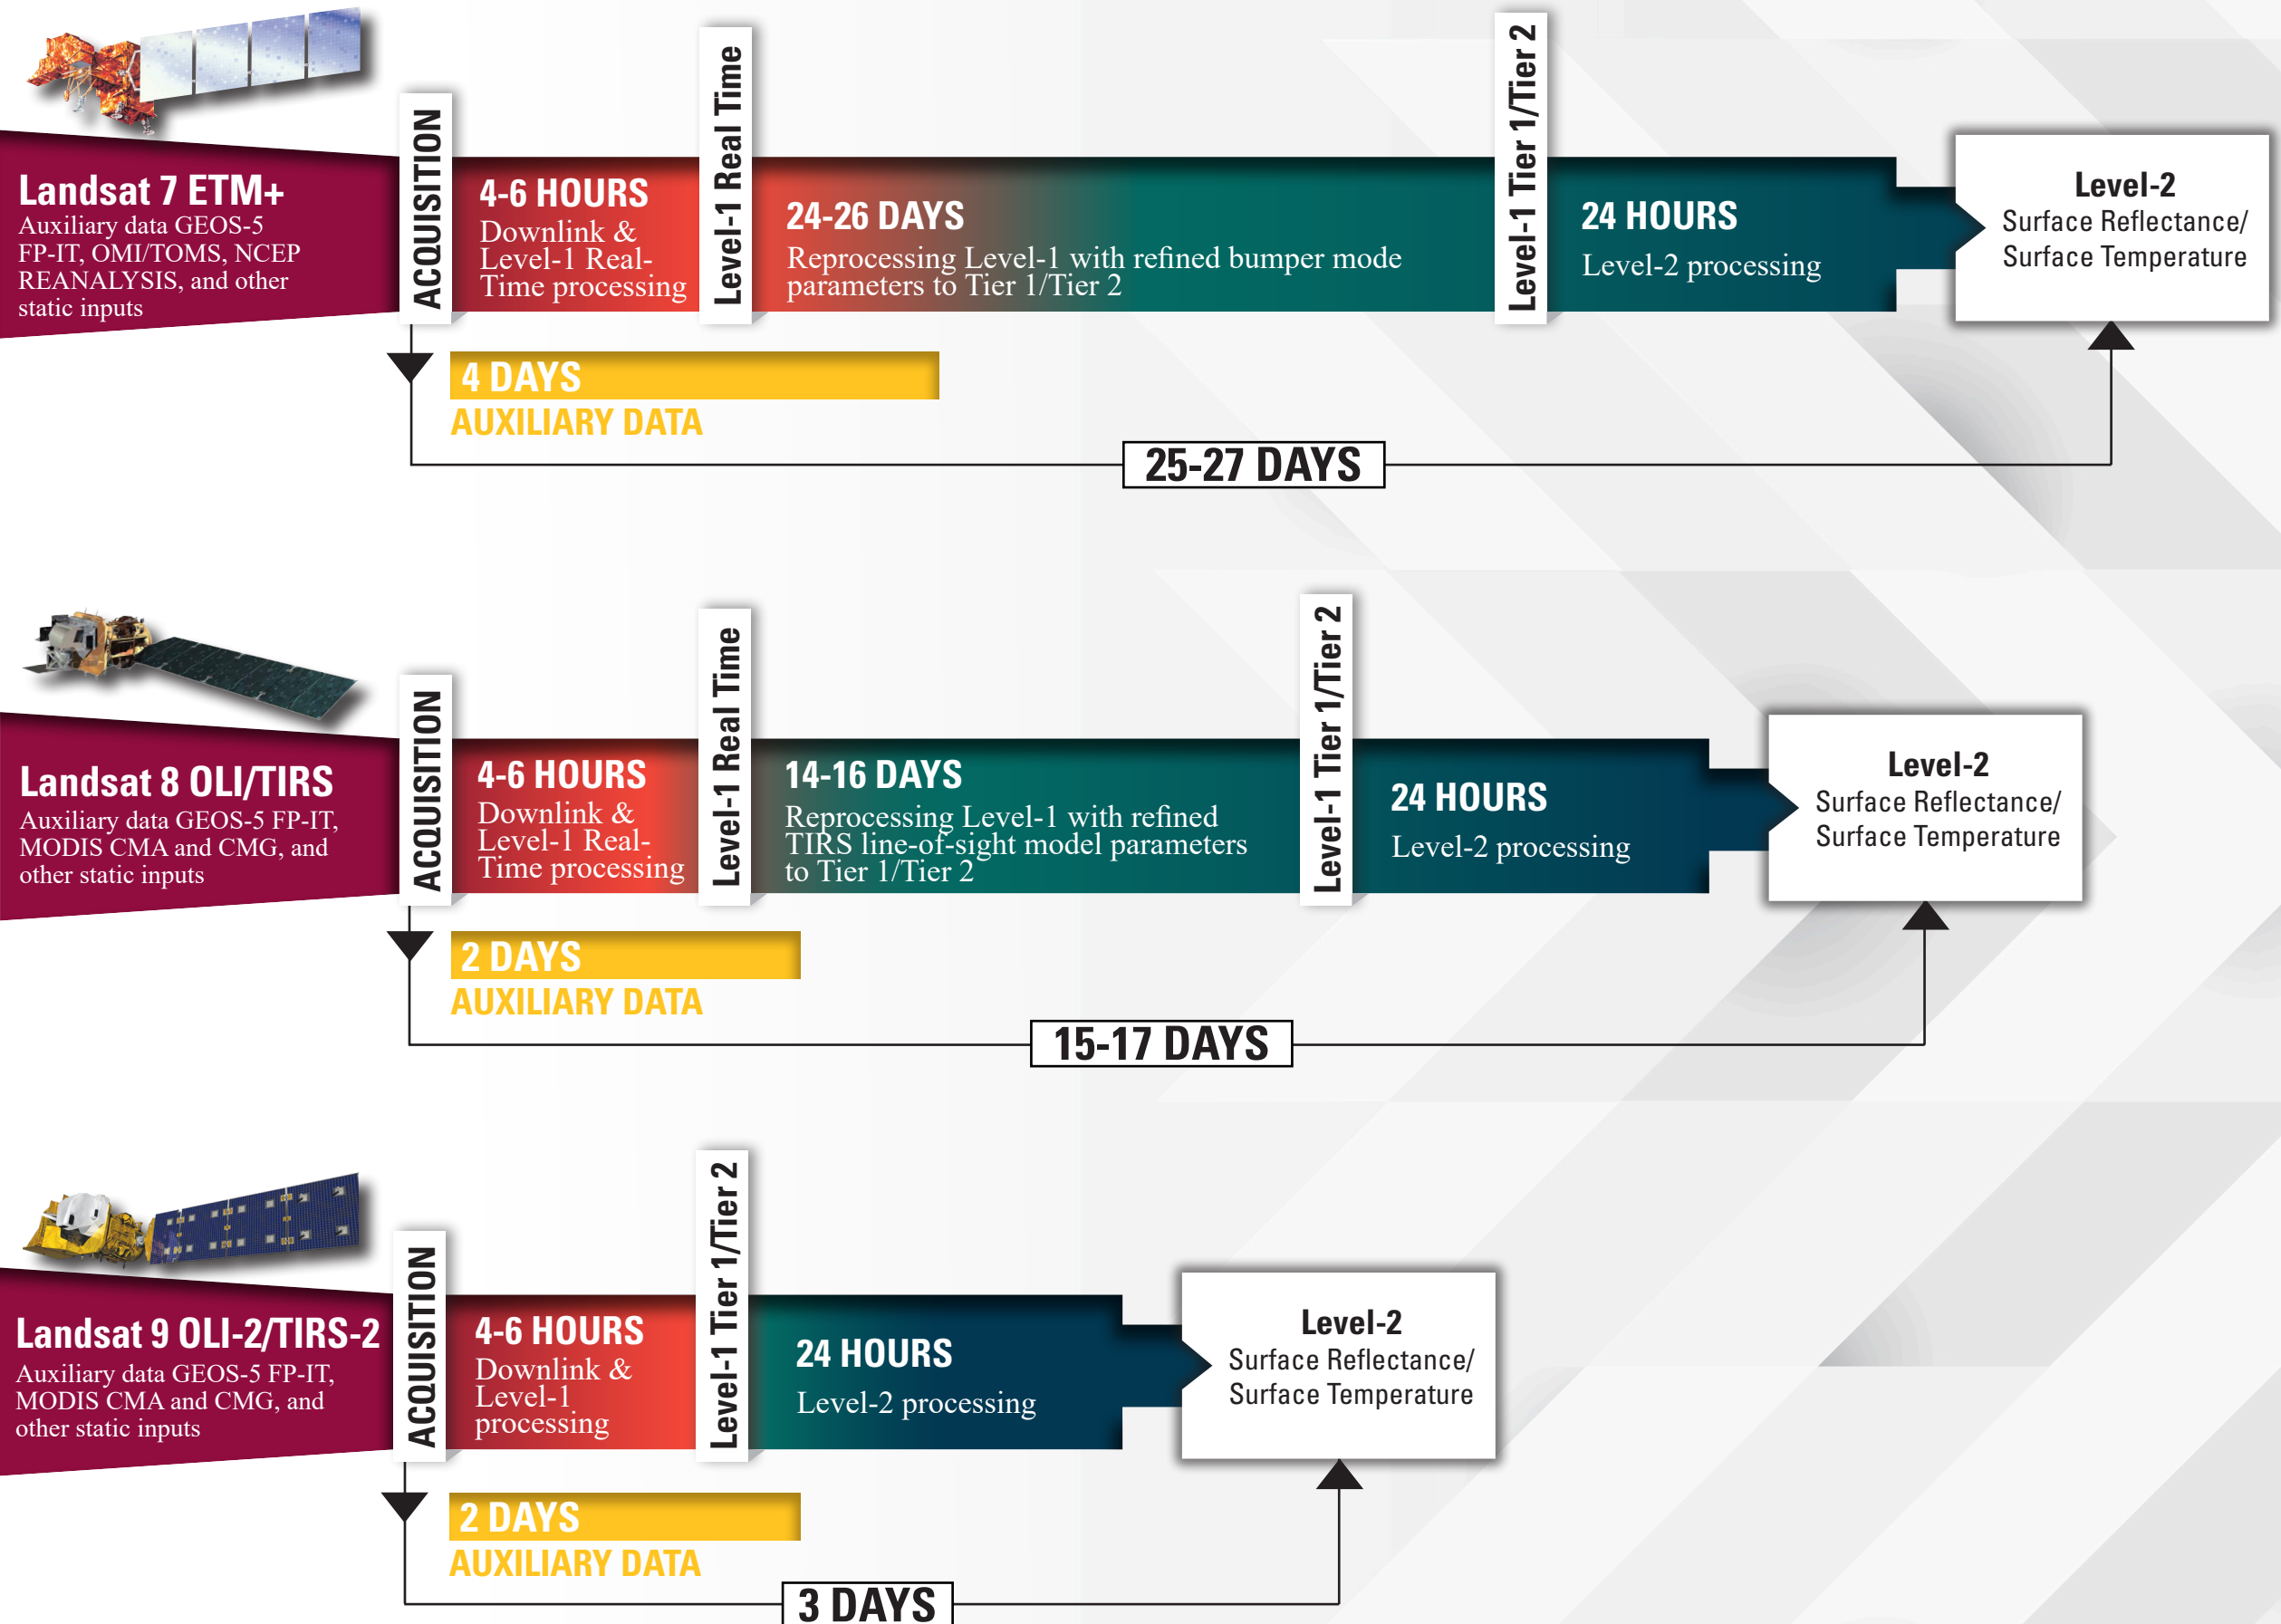 Landsat 7 ETM+
Auxiliary data GEOS-5
FP-IT, OMI/TOMS, NCEP
REANALYSIS, and other
static inputs
ACQUISITION
4-6 HOURS
Downlink &
Level-1 Real-
Time processing
Level-1 Real Time
24-26 DAYS
Reprocessing Level-1 with refined bumper mode
parameters to Tier 1/Tier 2
Level-1 Tier 1/Tier 2
24 HOURS
Level-2 processing
Level-2
Surface Reflectance/
Surface Temperature
4 DAYS
AUXILIARY DATA
25-27 DAYS
Landsat 8 OLI/TIRS
Auxiliary data GEOS-5 FP-IT,
MODIS CMA and CMG, and
other static inputs
ACQUISITION
4-6 HOURS
Downlink &
Level-1 Real-
Time processing
Level-1 Real Time
14-16 DAYS
Reprocessing Level-1 with refined
TIRS line-of-sight model parameters
to Tier 1/Tier 2
Level-1 Tier 1/Tier 2
24 HOURS
Level-2 processing
Level-2
Surface Reflectance/
Surface Temperature
2 DAYS
AUXILIARY DATA
15-17 DAYS
Landsat 9 OLI-2/TIRS-2
Auxiliary data GEOS-5 FP-IT,
MODIS CMA and CMG, and
other static inputs
ACQUISITION
4-6 HOURS
Downlink &
Level-1
processing
Level-1 Tier 1/Tier 2
24 HOURS
Level-2 processing
Level-2
Surface Reflectance/
Surface Temperature
2 DAYS
AUXILIARY DATA
3 DAYS